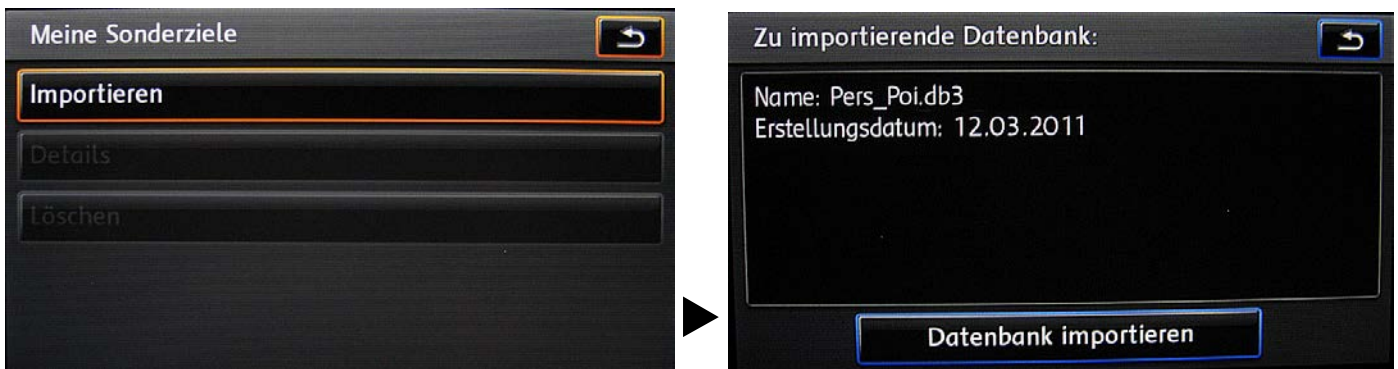 Meine Sonderziele
Importieren
Details
Löschen
Zu importierende Datenbank:
Name: Pers_Poi.db3
Erstellungsdatum: 12.03.2011
Datenbank importieren